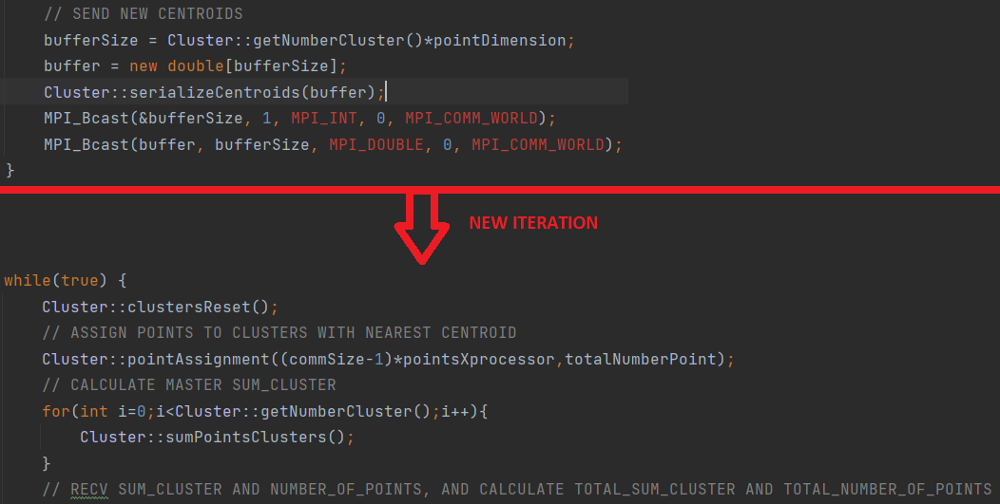 // SEND NEW CENTROIDS
bufferSize = Cluster::getNumberCluster()*pointDimension;
buffer = new double[bufferSize];
Cluster::serializeCentroids(buffer);
MPI_Bcast(&bufferSize, 1, MPI_INT, 0, MPI_COMM_WORLD);
MPI_Bcast(buffer, bufferSize, MPI_DOUBLE, 0, MPI_COMM_WORLD);
}
NEW ITERATION
while(true) {
Cluster::clustersReset();
// ASSIGN POINTS TO CLUSTERS WITH NEAREST CENTROID
Cluster::pointAssignment((commSize-1)*pointsXprocessor,totalNumberPoint);
// CALCULATE MASTER SUM_CLUSTER
for(int i=0;i<Cluster::getNumberCluster();i++){
Cluster::sumPointsClusters();
}
// RECV SUM_CLUSTER AND NUMBER_OF_POINTS, AND CALCULATE TOTAL_SUM_CLUSTER AND TOTAL_NUMBER_OF_POINTS